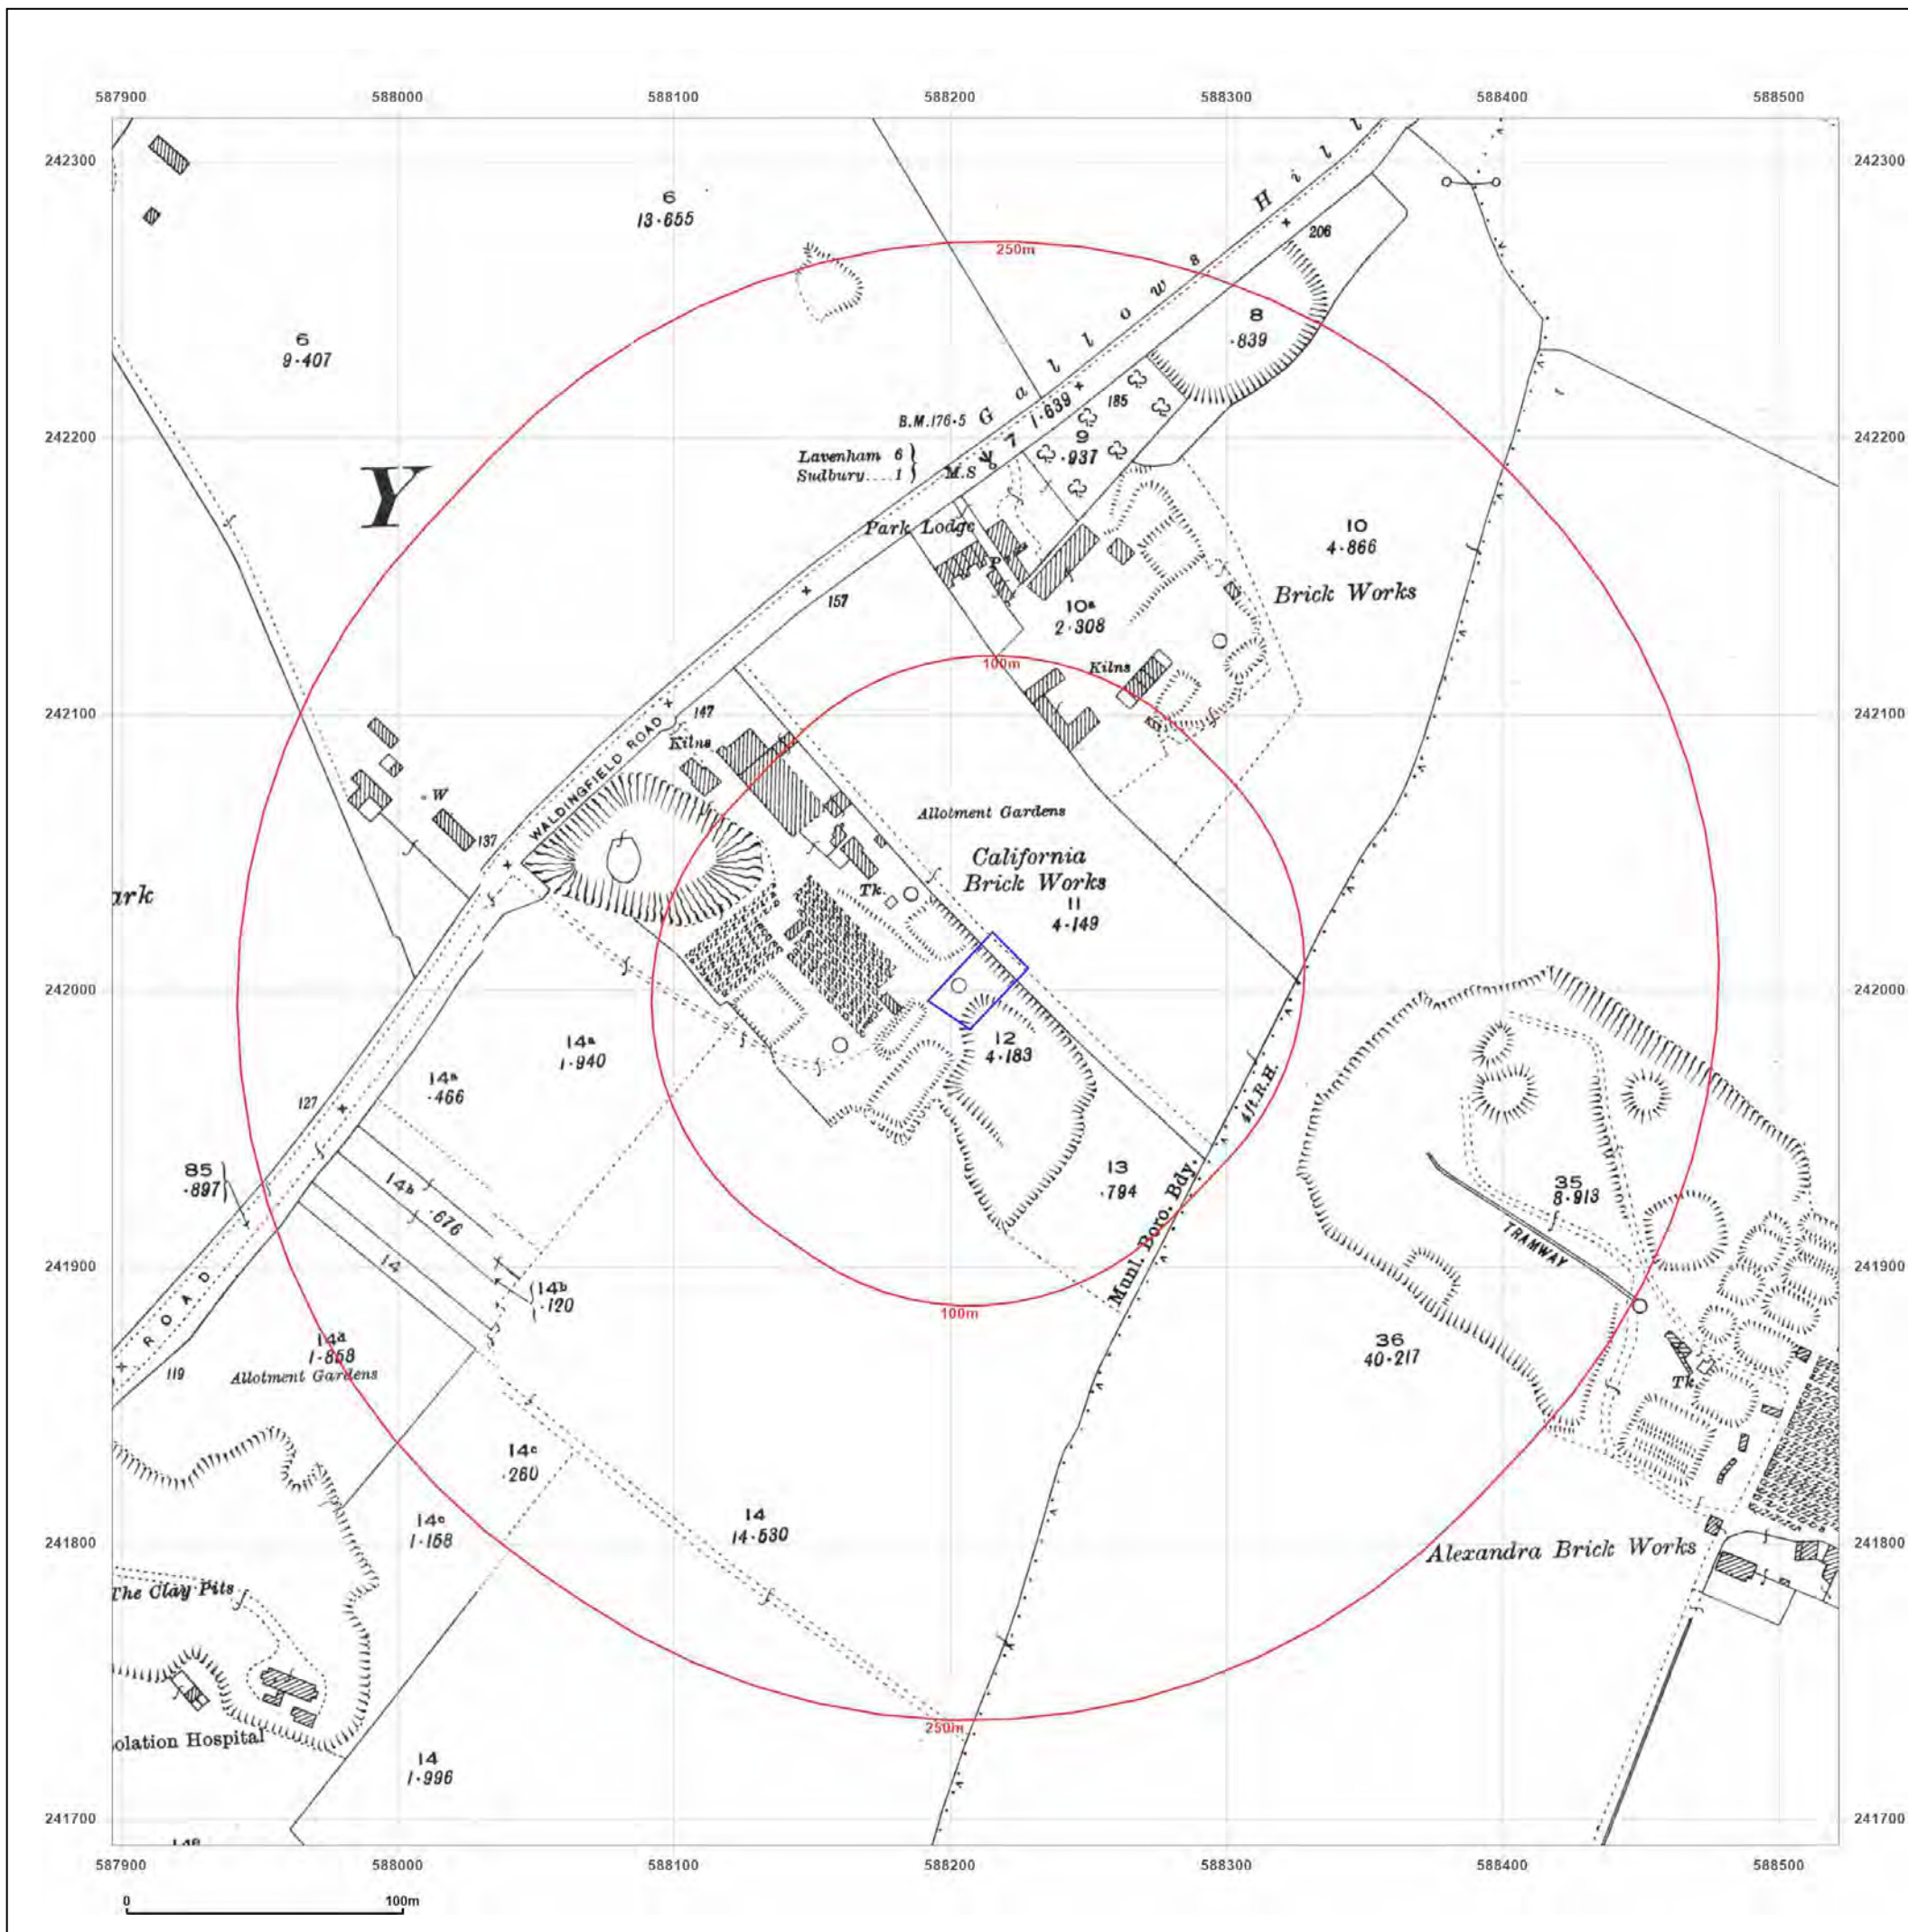 587900 588000 588100 588200 588300 588400 588500
242300 242300
6
13·655
Gallows Hill
206
250m
8
·839
6
9·407
B.M.176·5
7 1·639
185
9
·937
242200 242200
Lavenham 6
Sudbury....1
M.S
Y
Park Lodge
P
10
4·866
Brick Works
157
10a
2·308
100m
Kilns
242100 242100
147
Kilns
WALDINGFIELD ROAD
W
137
Allotment Gardens
California
Brick Works
11
4·149
Tk
ark
242000 242000
12
4·183
14a
1·940
14a
·466
4ft.R.H.
127
85
·897
14b
·676
13
·794
Munl. Boro. Bdy.
35
8·913
TRAMWAY
14
14b
·120
241900 241900
ROAD
100m
14d
1·858
Allotment Gardens
119
36
40·217
Tk
14c
·260
14c
1·158
14
14·530
241800 241800
Alexandra Brick Works
The Clay Pits
250m
olation Hospital
14
1·996
241700 241700
587900 588000 588100 588200 588300 588400 588500
0 100m